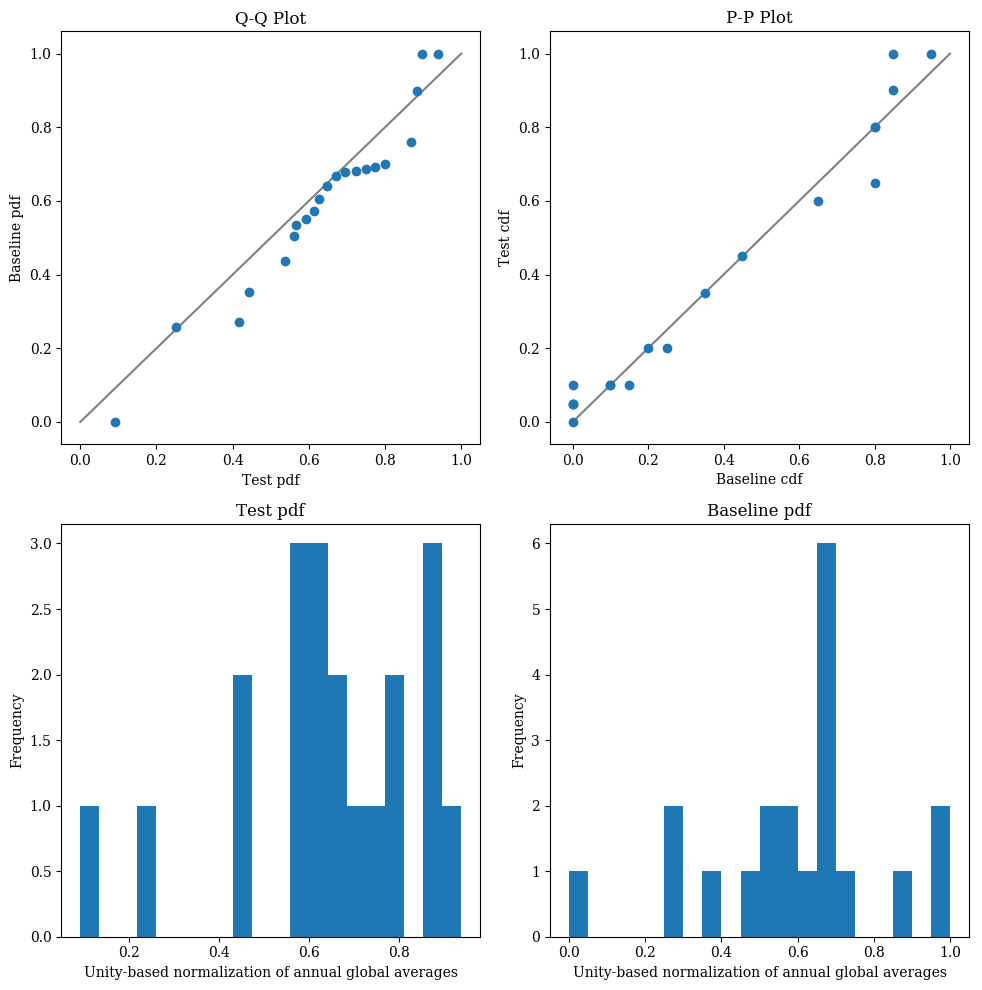 Q-Q Plot
1.0
0.8
0.6
0.4
0.2
0.0
Baseline pdf
0.0 0.2 0.4 0.6 0.8 1.0
Test pdf
P-P Plot
1.0
0.8
0.6
0.4
0.2
0.0
Test cdf
0.0 0.2 0.4 0.6 0.8 1.0
Baseline cdf
Test pdf
3.0
2.5
2.0
1.5
1.0
0.5
0.0
Frequency
0.2 0.4 0.6 0.8
Unity-based normalization of annual global averages
Baseline pdf
6
5
4
3
2
1
0
Frequency
0.0 0.2 0.4 0.6 0.8 1.0
Unity-based normalization of annual global averages